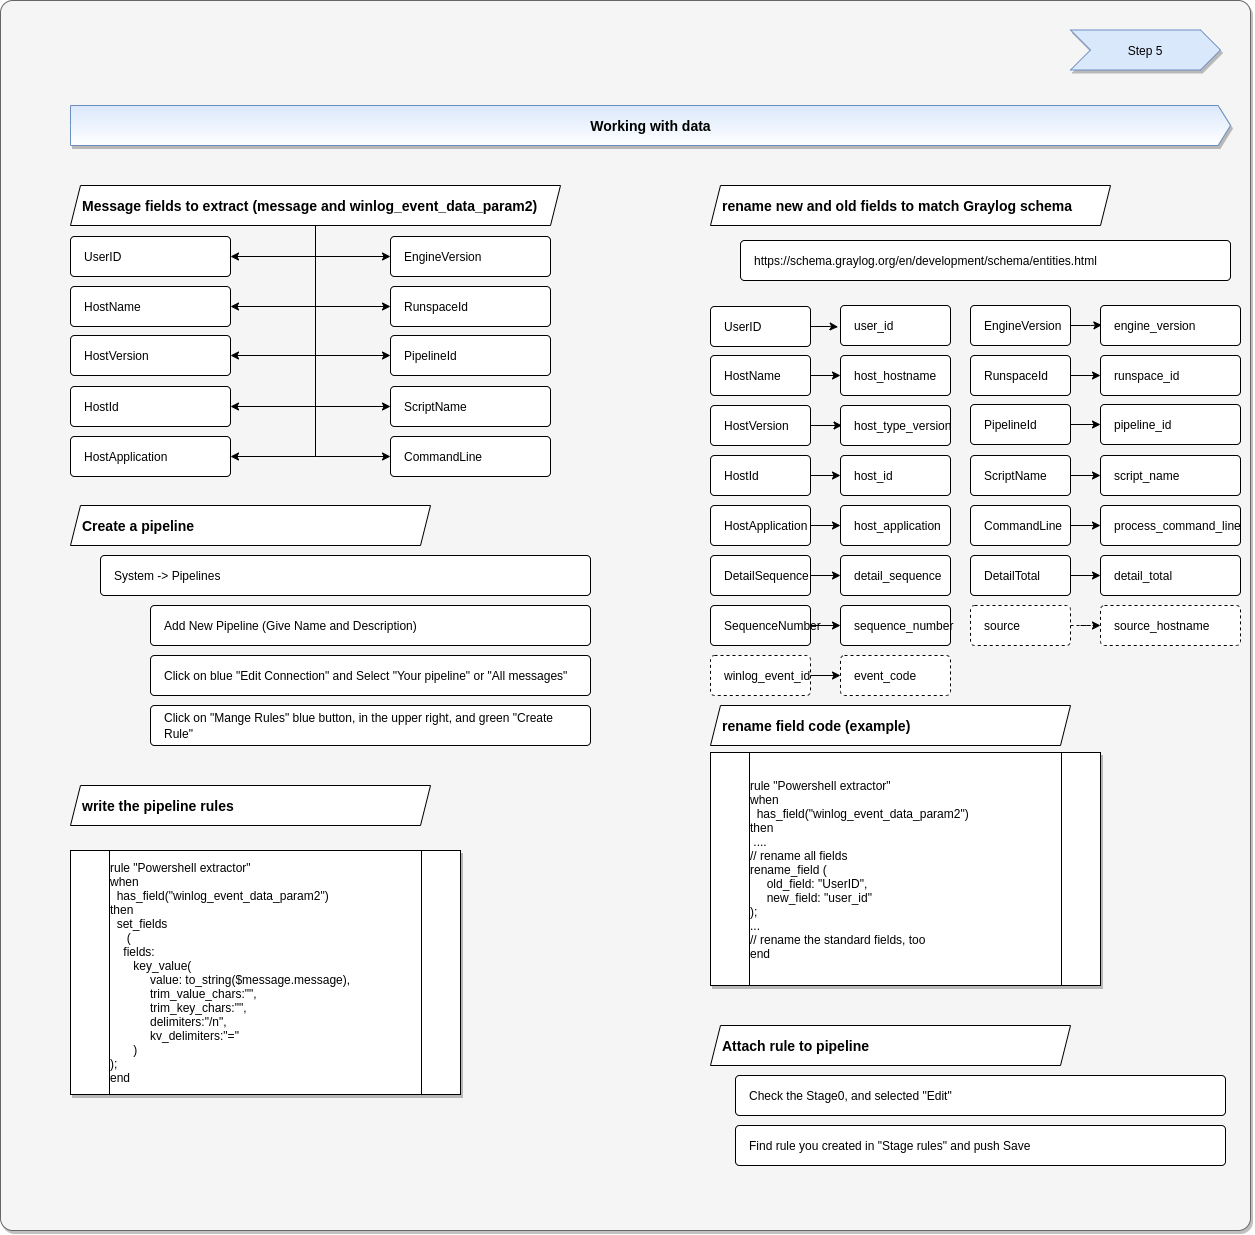 Step 5
Working with data
Message fields to extract (message and winlog_event_data_param2)
UserID
EngineVersion
HostName
RunspaceId
HostVersion
PipelineId
HostId
ScriptName
HostApplication
CommandLine
Create a pipeline
System -> Pipelines
Add New Pipeline (Give Name and Description)
Click on blue "Edit Connection" and Select "Your pipeline" or "All messages"
Click on "Mange Rules" blue button, in the upper right, and green "Create
Rule"
write the pipeline rules
rule "Powershell extractor"
when
has_field("winlog_event_data_param2")
then
set_fields
(
fields:
key_value(
value: to_string($message.message),
trim_value_chars:"",
trim_key_chars:"",
delimiters:"/n",
kv_delimiters:"="
)
);
end
rename new and old fields to match Graylog schema
https://schema.graylog.org/en/development/schema/entities.html
UserID
user_id
EngineVersion
engine_version
HostName
host_hostname
RunspaceId
runspace_id
HostVersion
host_type_version
PipelineId
pipeline_id
HostId
host_id
ScriptName
script_name
HostApplication
host_application
CommandLine
process_command_line
DetailSequence
detail_sequence
DetailTotal
detail_total
SequenceNumber
sequence_number
source
source_hostname
winlog_event_id
event_code
rename field code (example)
rule "Powershell extractor"
when
has_field("winlog_event_data_param2")
then
....
// rename all fields
rename_field (
old_field: "UserID",
new_field: "user_id"
);
...
// rename the standard fields, too
end
Attach rule to pipeline
Check the Stage0, and selected "Edit"
Find rule you created in "Stage rules" and push Save